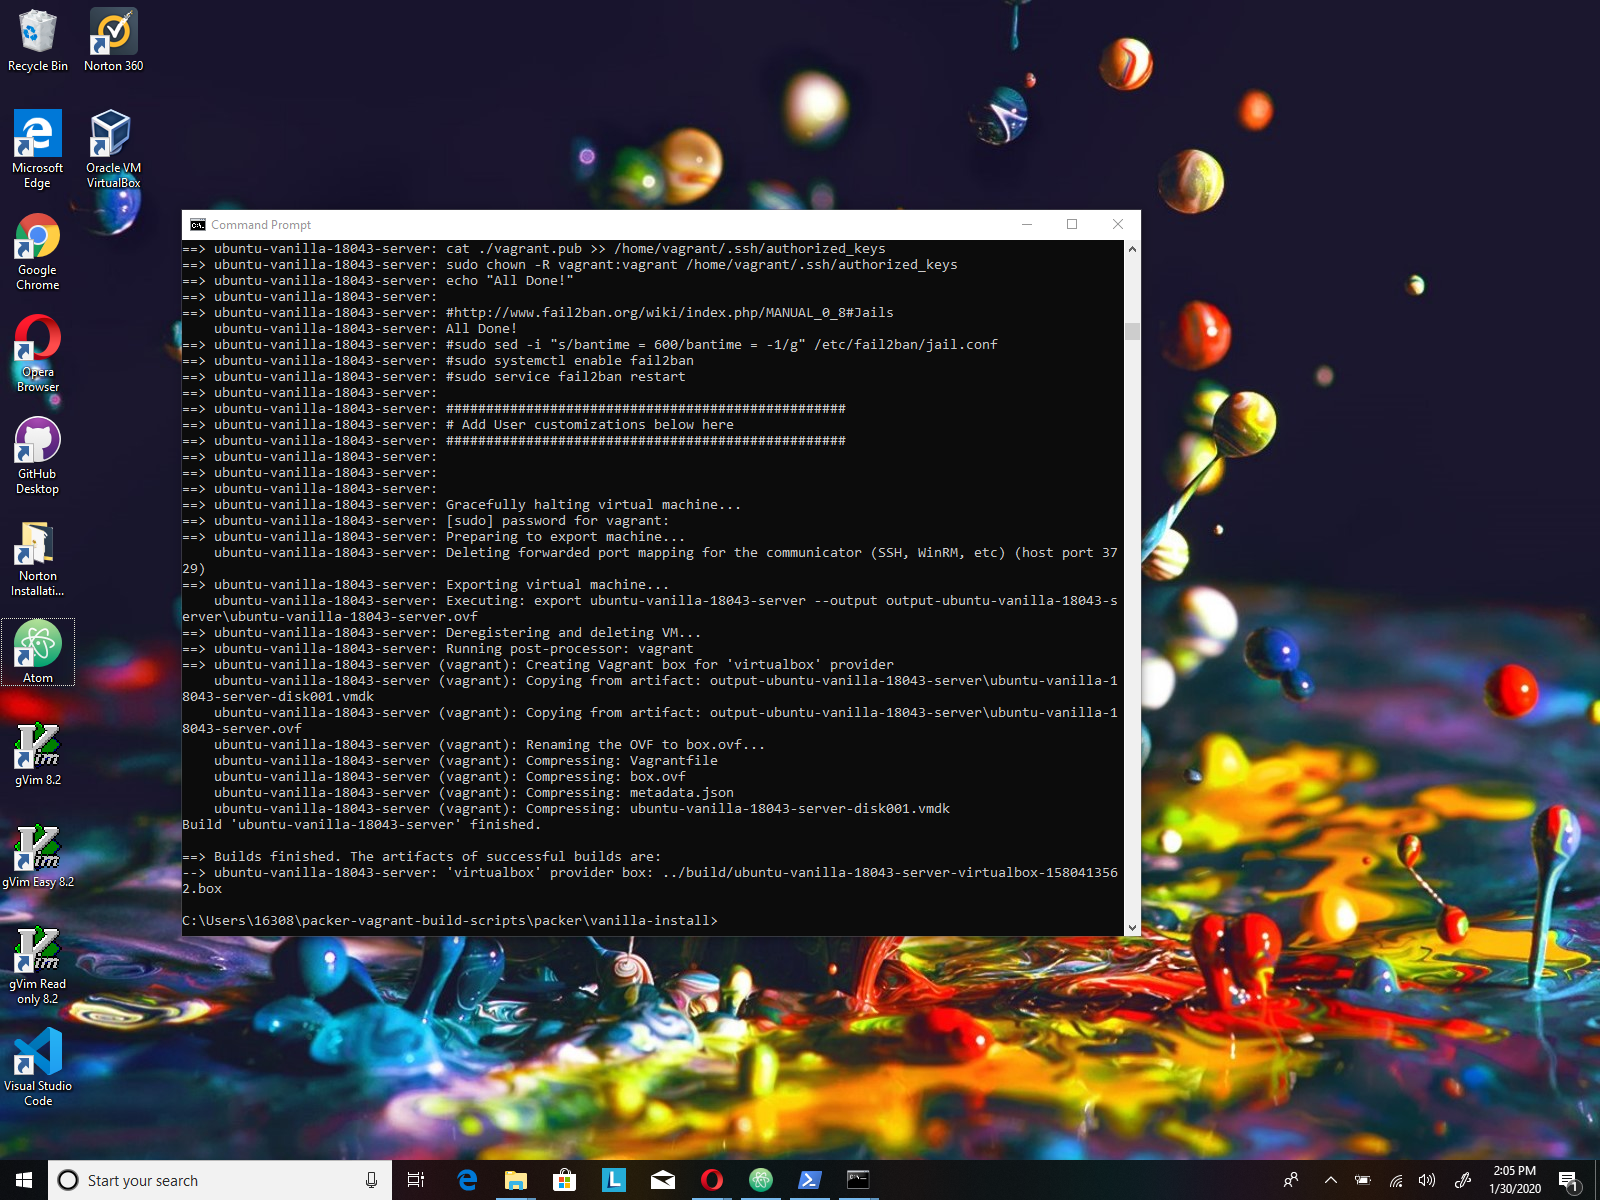 Recycle Bin
Norton 360
Microsoft
Edge
Oracle VM
VirtualBox
Google
Chrome
Opera
Browser
GitHub
Desktop
Norton
Installati...
Atom
gVim 8.2
gVim Easy 8.2
gVim Read
only 8.2
Visual Studio
Code
Command Prompt
==> ubuntu-vanilla-18043-server: cat ./vagrant.pub >> /home/vagrant/.ssh/authorized_keys
==> ubuntu-vanilla-18043-server: sudo chown -R vagrant:vagrant /home/vagrant/.ssh/authorized_keys
==> ubuntu-vanilla-18043-server: echo "All Done!"
==> ubuntu-vanilla-18043-server:
==> ubuntu-vanilla-18043-server: #http://www.fail2ban.org/wiki/index.php/MANUAL_0_8#Jails
ubuntu-vanilla-18043-server: All Done!
==> ubuntu-vanilla-18043-server: #sudo sed -i "s/bantime = 600/bantime = -1/g" /etc/fail2ban/jail.conf
==> ubuntu-vanilla-18043-server: #sudo systemctl enable fail2ban
==> ubuntu-vanilla-18043-server: #sudo service fail2ban restart
==> ubuntu-vanilla-18043-server:
==> ubuntu-vanilla-18043-server: ##################################################
==> ubuntu-vanilla-18043-server: # Add User customizations below here
==> ubuntu-vanilla-18043-server: ##################################################
==> ubuntu-vanilla-18043-server:
==> ubuntu-vanilla-18043-server:
==> ubuntu-vanilla-18043-server:
==> ubuntu-vanilla-18043-server: Gracefully halting virtual machine...
==> ubuntu-vanilla-18043-server: [sudo] password for vagrant:
==> ubuntu-vanilla-18043-server: Preparing to export machine...
ubuntu-vanilla-18043-server: Deleting forwarded port mapping for the communicator (SSH, WinRM, etc) (host port 37
29)
==> ubuntu-vanilla-18043-server: Exporting virtual machine...
ubuntu-vanilla-18043-server: Executing: export ubuntu-vanilla-18043-server --output output-ubuntu-vanilla-18043-s
erver\ubuntu-vanilla-18043-server.ovf
==> ubuntu-vanilla-18043-server: Deregistering and deleting VM...
==> ubuntu-vanilla-18043-server: Running post-processor: vagrant
==> ubuntu-vanilla-18043-server (vagrant): Creating Vagrant box for 'virtualbox' provider
ubuntu-vanilla-18043-server (vagrant): Copying from artifact: output-ubuntu-vanilla-18043-server\ubuntu-vanilla-1
8043-server-disk001.vmdk
ubuntu-vanilla-18043-server (vagrant): Copying from artifact: output-ubuntu-vanilla-18043-server\ubuntu-vanilla-1
8043-server.ovf
ubuntu-vanilla-18043-server (vagrant): Renaming the OVF to box.ovf...
ubuntu-vanilla-18043-server (vagrant): Compressing: Vagrantfile
ubuntu-vanilla-18043-server (vagrant): Compressing: box.ovf
ubuntu-vanilla-18043-server (vagrant): Compressing: metadata.json
ubuntu-vanilla-18043-server (vagrant): Compressing: ubuntu-vanilla-18043-server-disk001.vmdk
Build 'ubuntu-vanilla-18043-server' finished.
==> Builds finished. The artifacts of successful builds are:
--> ubuntu-vanilla-18043-server: 'virtualbox' provider box: ../build/ubuntu-vanilla-18043-server-virtualbox-158041356
2.box
C:\Users\16308\packer-vagrant-build-scripts\packer\vanilla-install>
Start your search
2:05 PM
1/30/2020
1